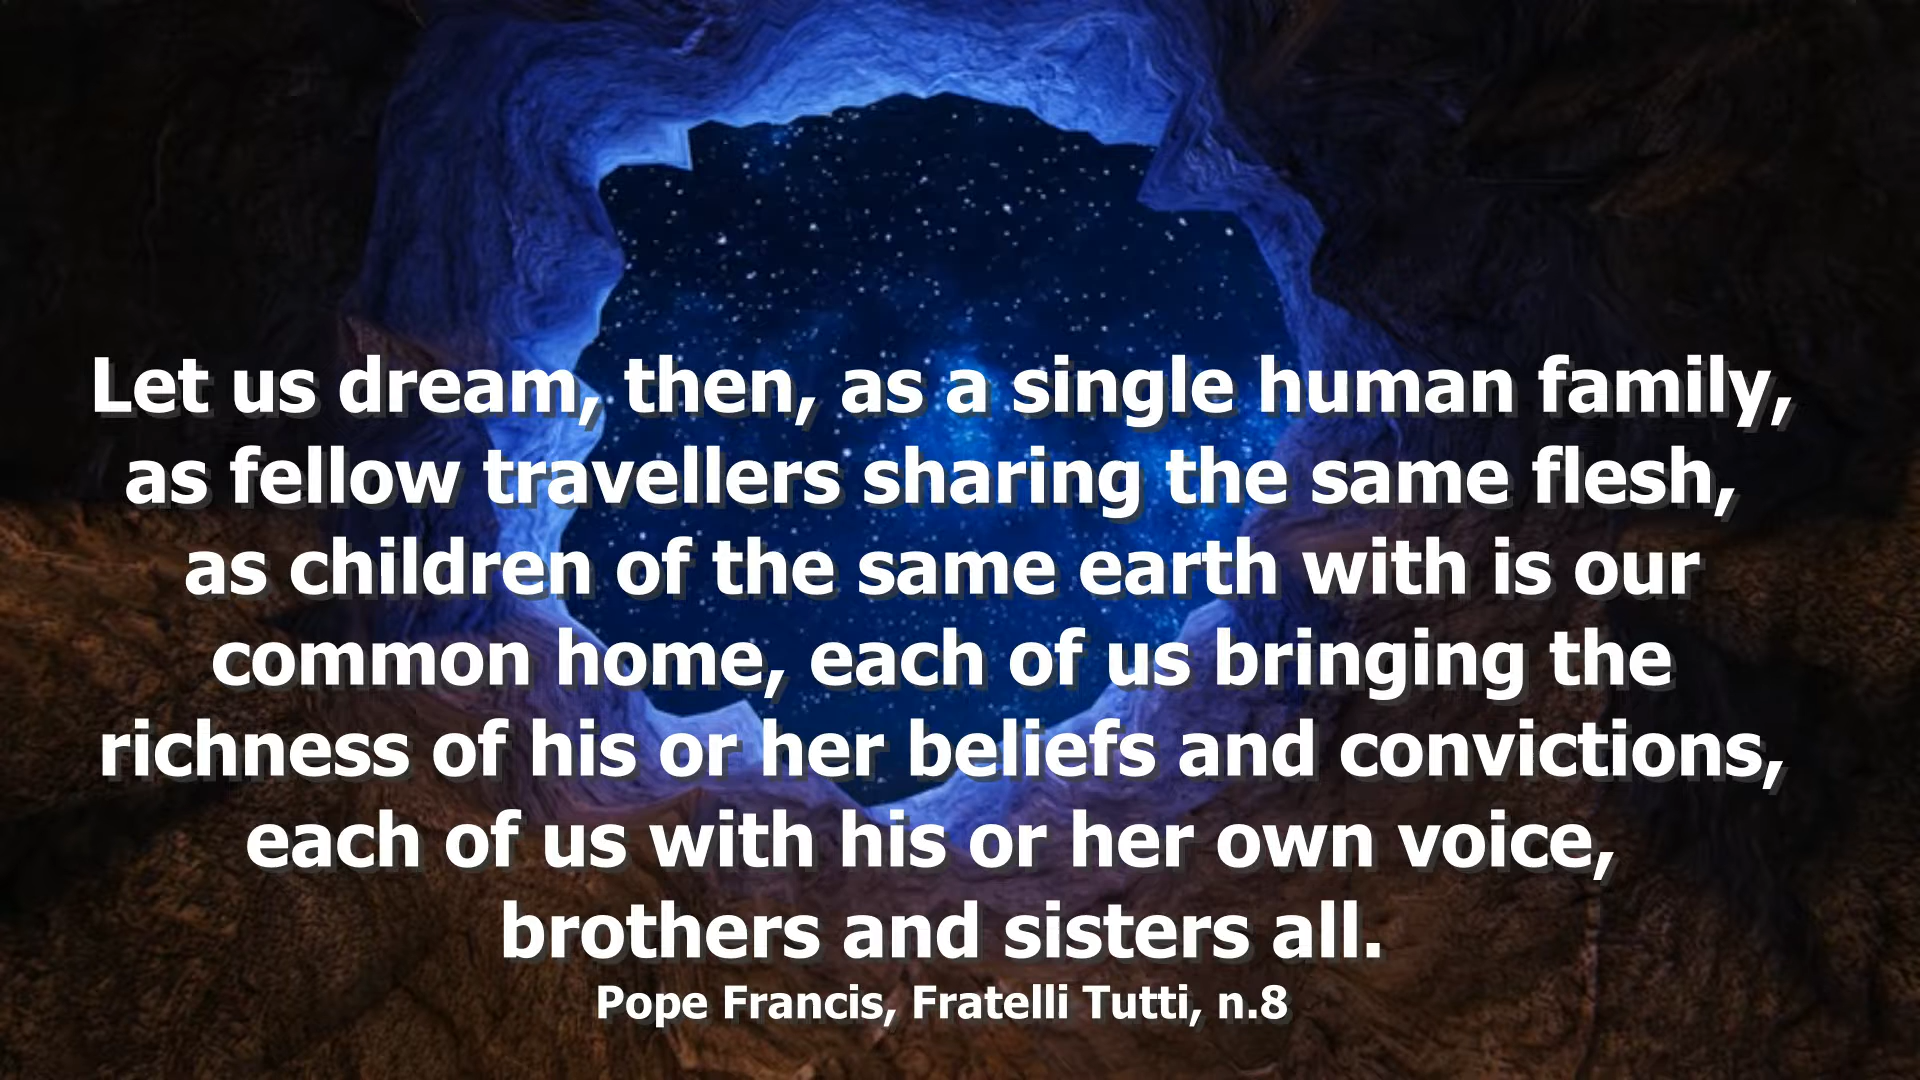 Let us dream, then, as a single human family,
as fellow travellers sharing the same flesh,
as children of the same earth with is our
common home, each of us bringing the
richness of his or her beliefs and convictions,
each of us with his or her own voice,
brothers and sisters all.
Pope Francis, Fratelli Tutti, n.8